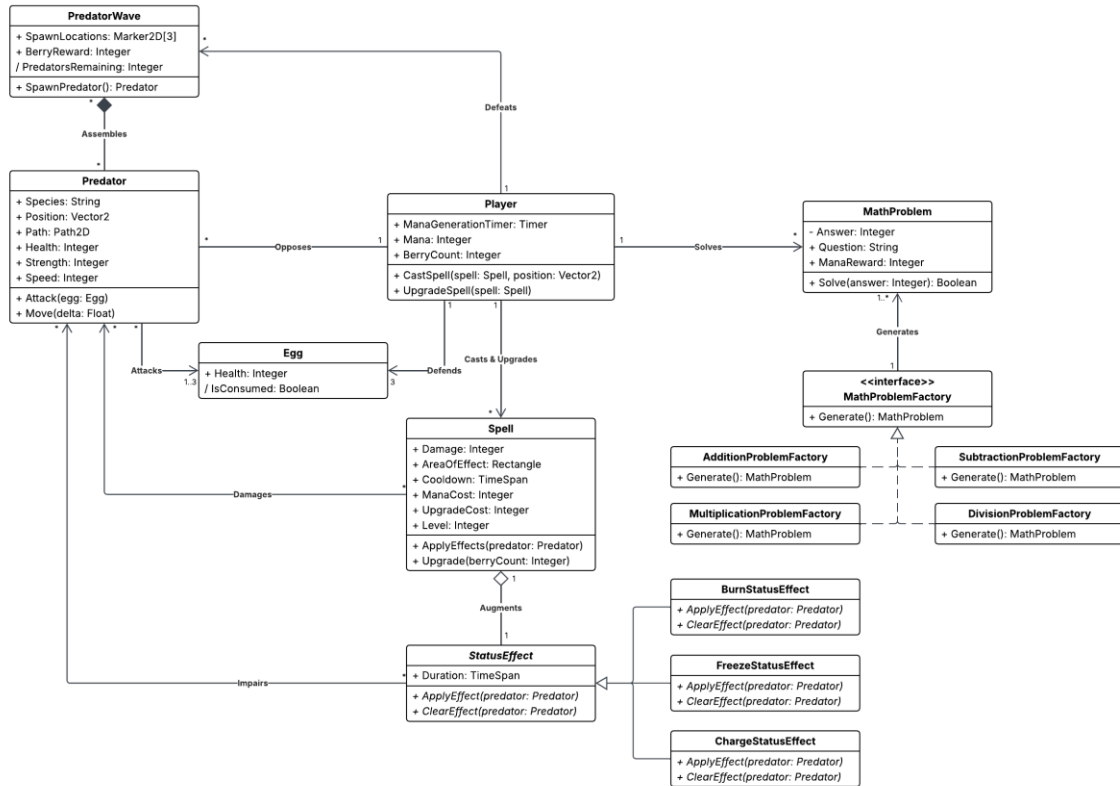 PredatorWave
+ SpawnLocations: Marker2D[3]
+ BerryReward: Integer
/ PredatorsRemaining: Integer
+ SpawnPredator(): Predator
*
Defeats
1
*
Assembles
*
Predator
+ Species: String
+ Position: Vector2
+ Path: Path2D
+ Health: Integer
+ Strength: Integer
+ Speed: Integer
+ Attack(egg: Egg)
+ Move(delta: Float)
*
Opposes
1
Player
+ ManaGenerationTimer: Timer
+ Mana: Integer
+ BerryCount: Integer
+ CastSpell(spell: Spell, position: Vector2)
+ UpgradeSpell(spell: Spell)
1
Solves
*
MathProblem
- Answer: Integer
+ Question: String
+ ManaReward: Integer
+ Solve(answer: Integer): Boolean
1..*
Generates
1
<<interface>>
MathProblemFactory
+ Generate(): MathProblem
AdditionProblemFactory
+ Generate(): MathProblem
SubtractionProblemFactory
+ Generate(): MathProblem
MultiplicationProblemFactory
+ Generate(): MathProblem
DivisionProblemFactory
+ Generate(): MathProblem
*
*
*
Attacks
1..3
Egg
+ Health: Integer
/ IsConsumed: Boolean
1
Defends
3
1
Casts & Upgrades
*
Spell
+ Damage: Integer
+ AreaOfEffect: Rectangle
+ Cooldown: TimeSpan
+ ManaCost: Integer
+ UpgradeCost: Integer
+ Level: Integer
+ ApplyEffects(predator: Predator)
+ Upgrade(berryCount: Integer)
Damages
*
1
Augments
1
StatusEffect
+ Duration: TimeSpan
+ ApplyEffect(predator: Predator)
+ ClearEffect(predator: Predator)
Impairs
*
BurnStatusEffect
+ ApplyEffect(predator: Predator)
+ ClearEffect(predator: Predator)
FreezeStatusEffect
+ ApplyEffect(predator: Predator)
+ ClearEffect(predator: Predator)
ChargeStatusEffect
+ ApplyEffect(predator: Predator)
+ ClearEffect(predator: Predator)